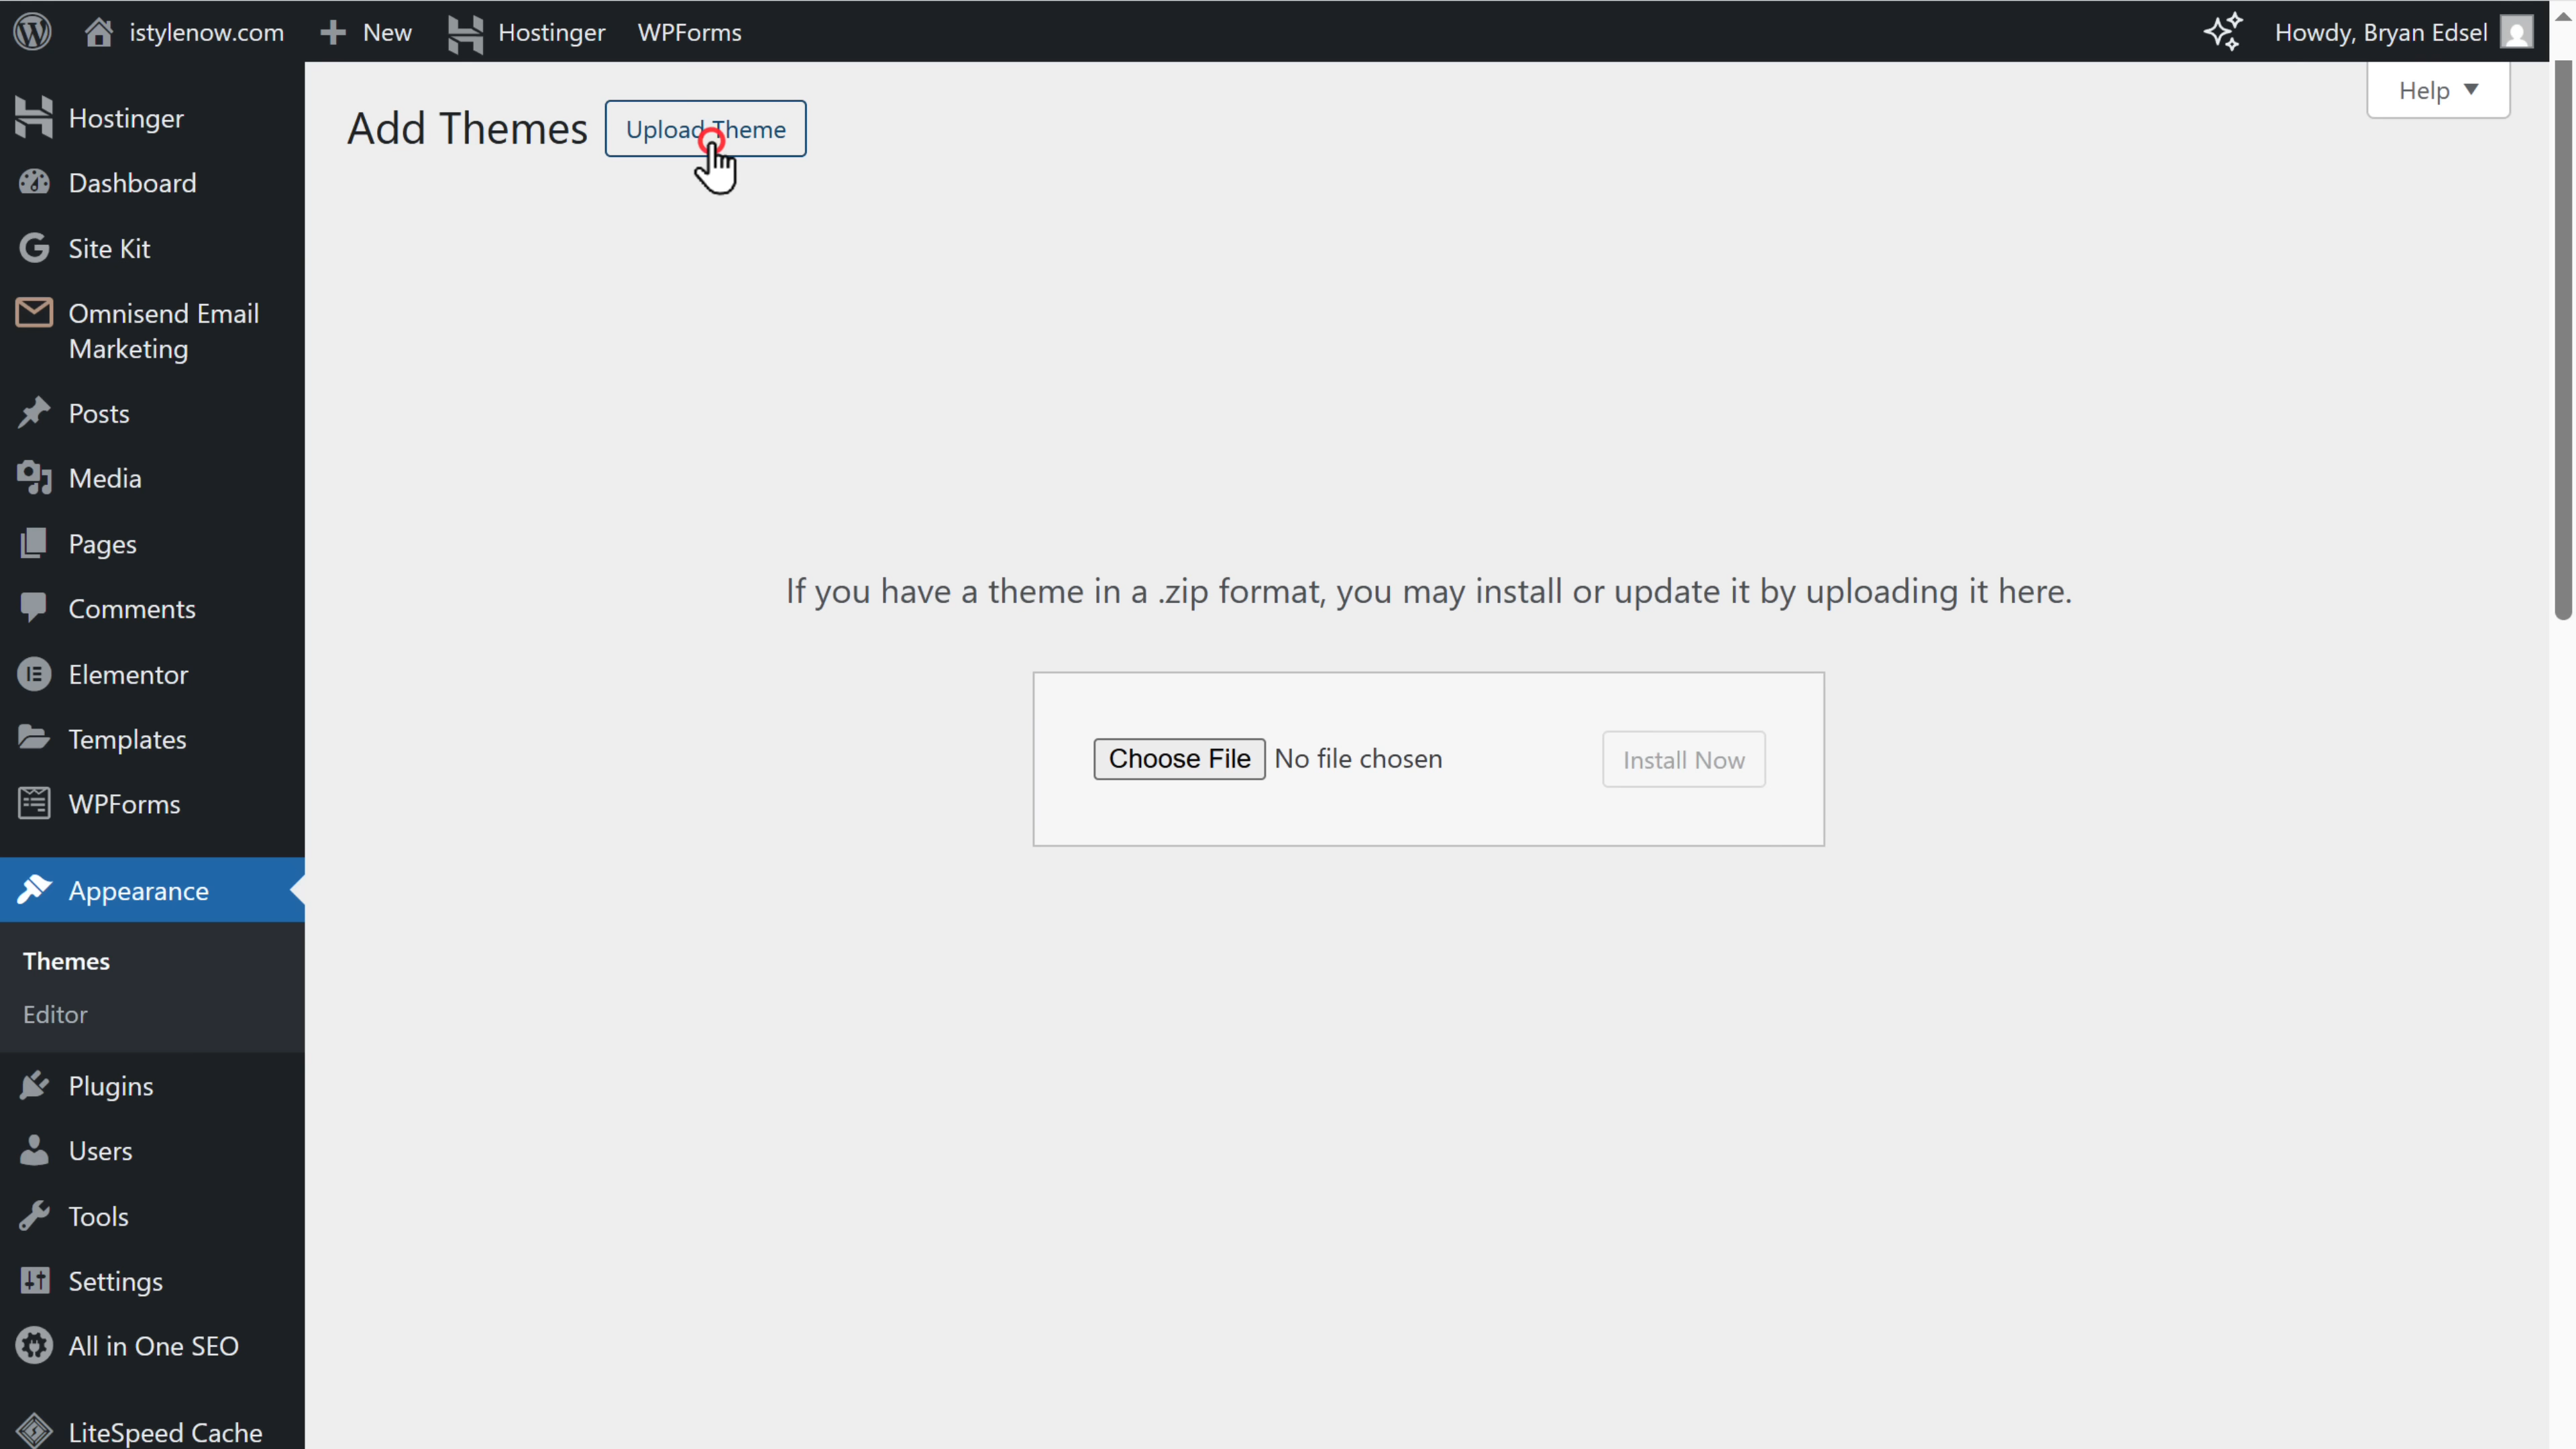 istylenow.com
New
Hostinger
WPForms
Howdy, Bryan Edsel
Help
Hostinger
Dashboard
Site Kit
Omnisend Email
Marketing
Posts
Media
Pages
Comments
Elementor
Templates
WPForms
Appearance
Themes
Editor
Plugins
Users
Tools
Settings
All in One SEO
LiteSpeed Cache
Add Themes
Upload Theme
If you have a theme in a .zip format, you may install or update it by uploading it here.
Choose File No file chosen
Install Now